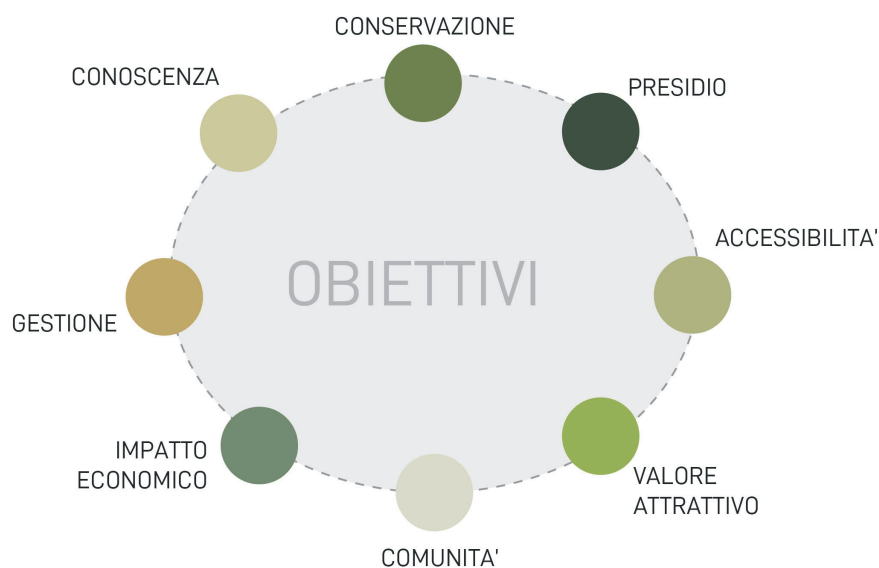 CONSERVAZIONE
CONOSCENZA
PRESIDIO
ACCESSIBILITA'
OBIETTIVI
GESTIONE
IMPATTO
ECONOMICO
VALORE
ATTRATTIVO
COMUNITA'